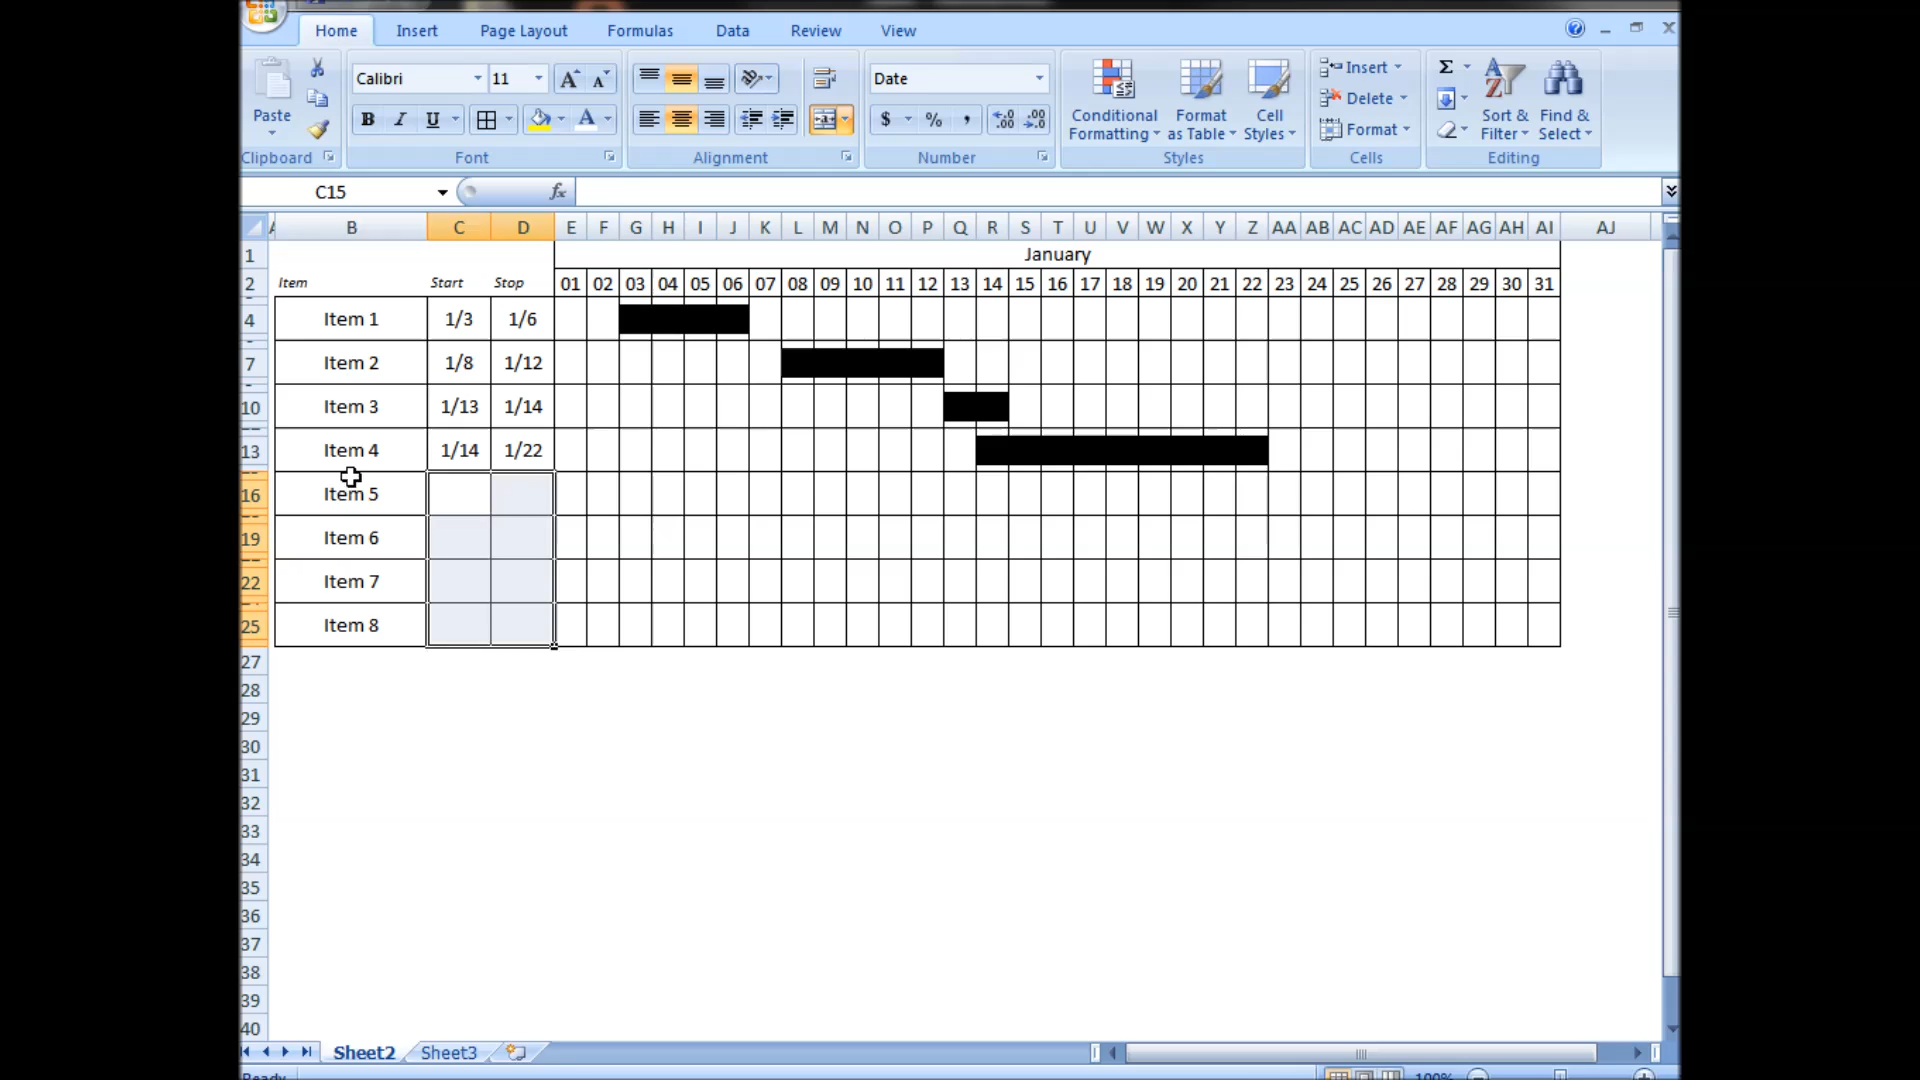 Home Insert Page Layout Formulas Data Review View
Calibri 11 Date Insert
Paste B I U $ % , Conditional Formatting Format as Table Cell Styles Delete Sort & Filter Find & Select
Format
Clipboard Font Alignment Number Styles Cells Editing
C15 fx
A B C D E F G H I J K L M N O P Q R S T U V W X Y Z AA AB AC AD AE AF AG AH AI AJ
1 January
2 Item Start Stop 01 02 03 04 05 06 07 08 09 10 11 12 13 14 15 16 17 18 19 20 21 22 23 24 25 26 27 28 29 30 31
4 Item 1 1/3 1/6
7 Item 2 1/8 1/12
10 Item 3 1/13 1/14
13 Item 4 1/14 1/22
16 Item 5
19 Item 6
22 Item 7
25 Item 8
27
28
29
30
31
32
33
34
35
36
37
38
39
40
Sheet2 Sheet3
Ready 100%